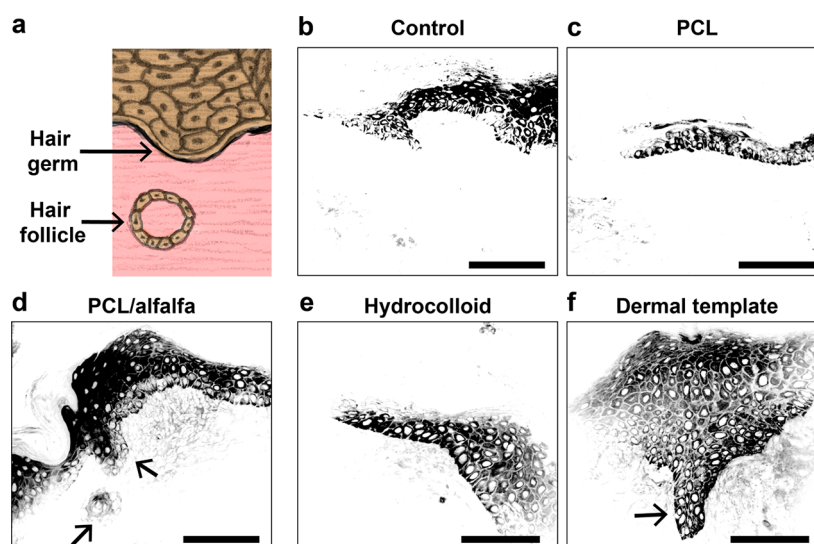 a
Hair
germ
Hair
follicle
b
Control
c
PCL
d
PCL/alfalfa
e
Hydrocolloid
f
Dermal template